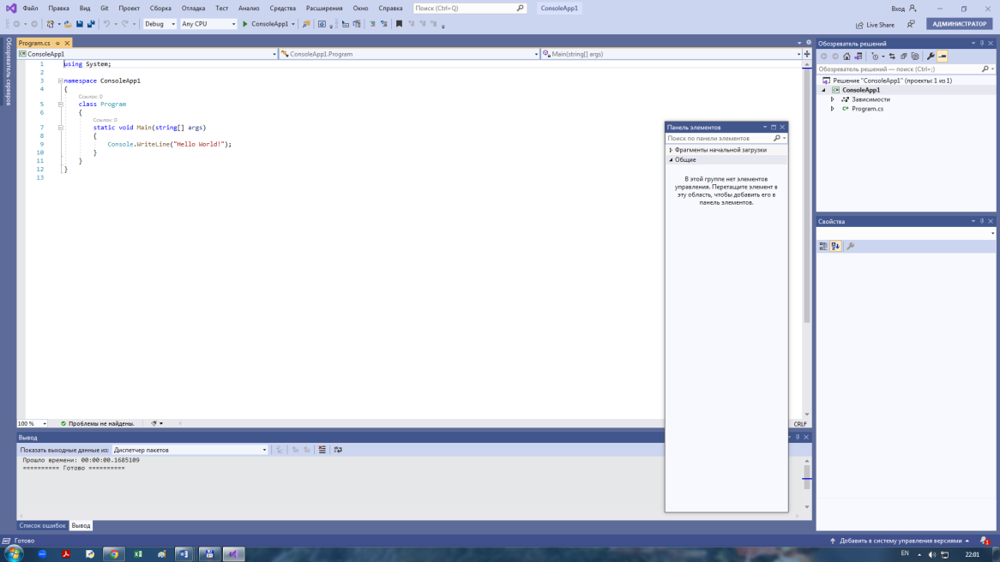 Файл Правка Вид Git Проект Сборка Отладка Тест Анализ Средства Расширения Окно Справка Поиск (Ctrl+Q) ConsoleApp1 Вход
Debug Any CPU ConsoleApp1 Live Share АДМИНИСТРАТОР
Обозреватель серверов
Program.cs
ConsoleApp1 ConsoleApp1.Program Main(string[] args)
1 using System;
2
3 namespace ConsoleApp1
4 {
Ссылок: 0
5 class Program
6 {
Ссылок: 0
7 static void Main(string[] args)
8 {
9 Console.WriteLine("Hello World!");
10 }
11 }
12 }
13
Панель элементов
Поиск по панели элементов
Фрагменты начальной загрузки
Общие
В этой группе нет элементов
управления. Перетащите элемент в
эту область, чтобы добавить его в
панель элементов.
Обозреватель решений
Обозреватель решений — поиск (Ctrl+;)
Решение "ConsoleApp1" (проекты: 1 из 1)
ConsoleApp1
Зависимости
Program.cs
Свойства
100 % Проблемы не найдены. CRLF
Вывод
Показать выходные данные из: Диспетчер пакетов
Прошло времени: 00:00:00.1685109
========== Готово ==========
Список ошибок Вывод
Готово Добавить в систему управления версиями 1
EN 22:01